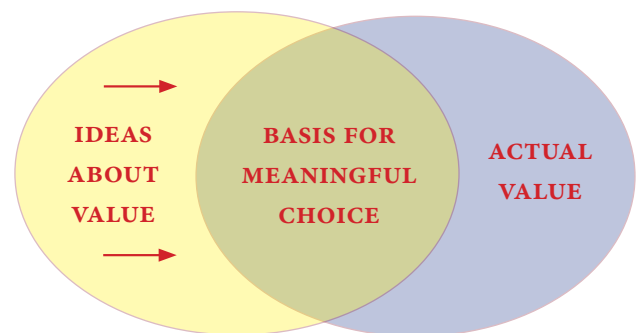 IDEAS
ABOUT
VALUE
BASIS FOR
MEANINGFUL
CHOICE
ACTUAL
VALUE